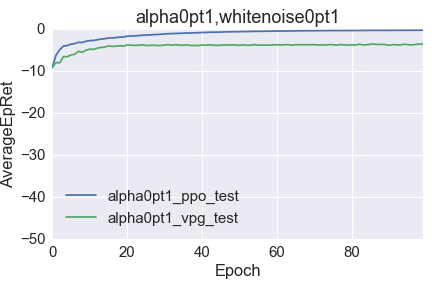 alpha0pt1,whitenoise0pt1
AverageEpRet
0
−10
−20
−30
−40
−50
alpha0pt1_ppo_test
alpha0pt1_vpg_test
0 20 40 60 80
Epoch